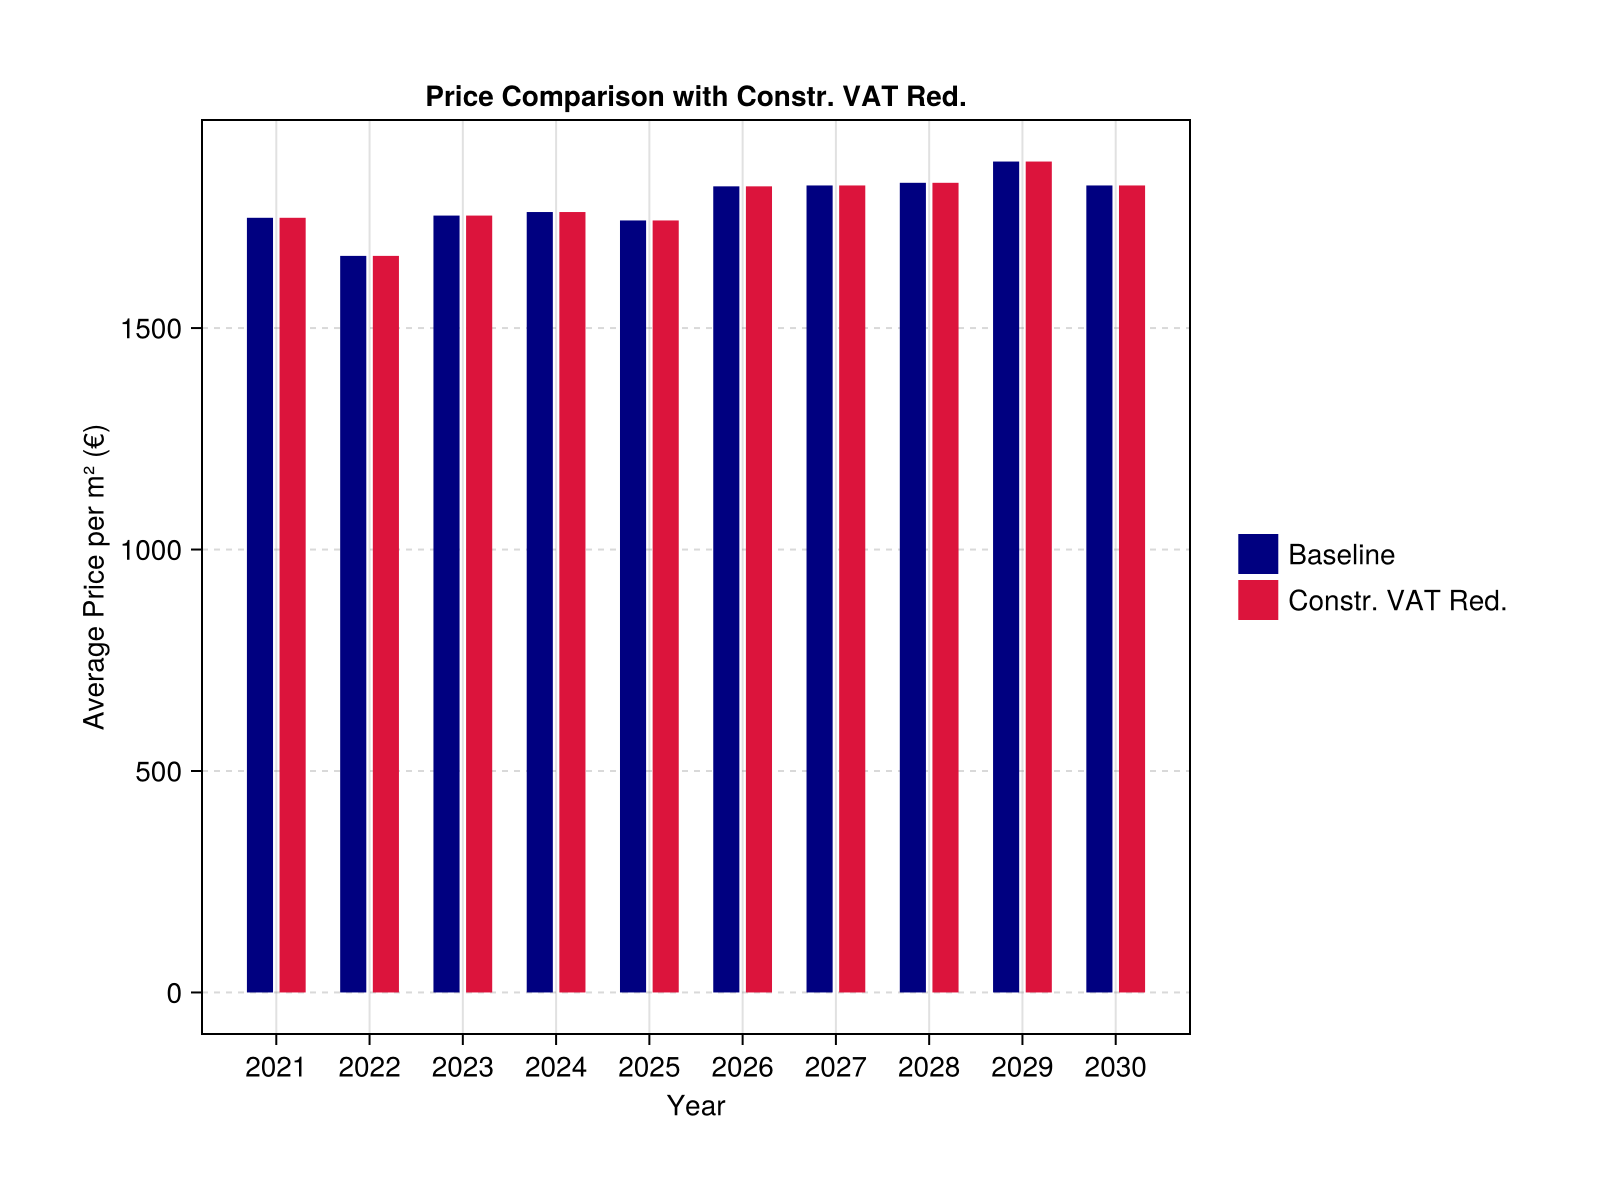 Price Comparison with Constr. VAT Red.
Average Price per m² (€)
1500
1000
500
0
2021 2022 2023 2024 2025 2026 2027 2028 2029 2030
Year
Baseline
Constr. VAT Red.